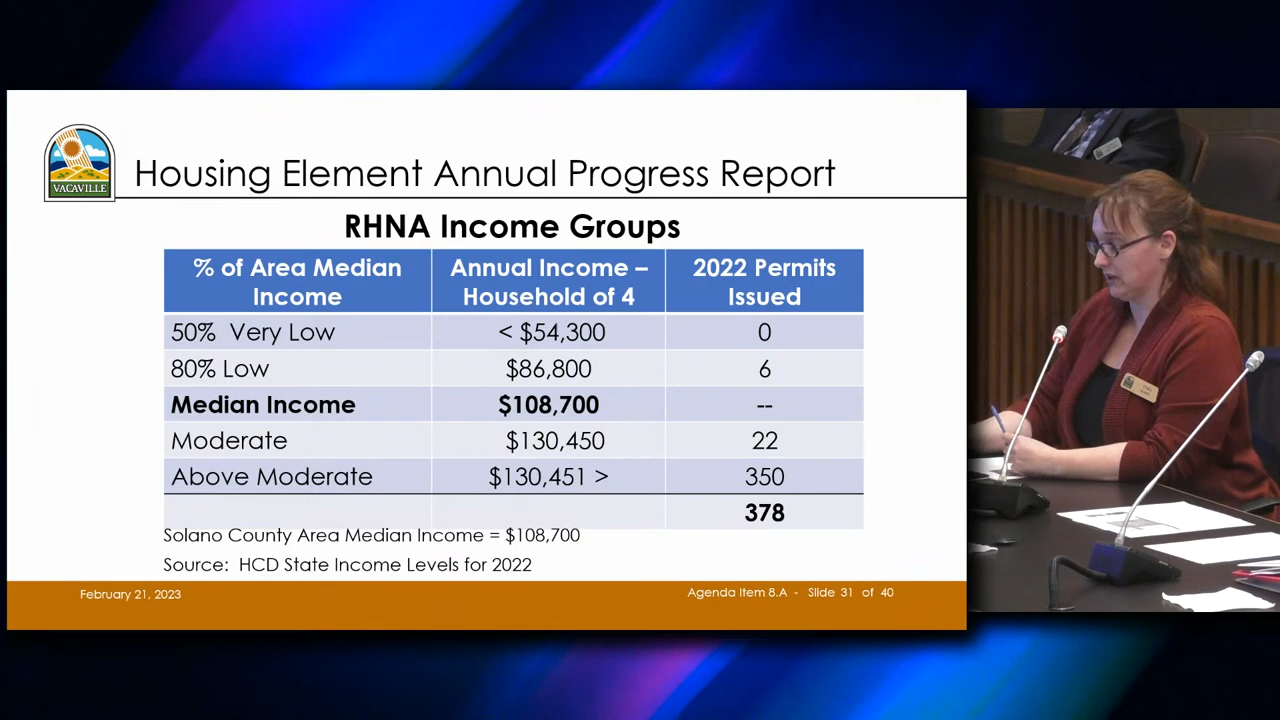 VACAVILLE
Housing Element Annual Progress Report
RHNA Income Groups
% of Area Median Income
Annual Income – Household of 4
2022 Permits Issued
50% Very Low
< $54,300
0
80% Low
$86,800
6
Median Income
$108,700
--
Moderate
$130,450
22
Above Moderate
$130,451 >
350
378
Solano County Area Median Income = $108,700
Source: HCD State Income Levels for 2022
February 21, 2023
Agenda Item 8.A - Slide 31 of 40